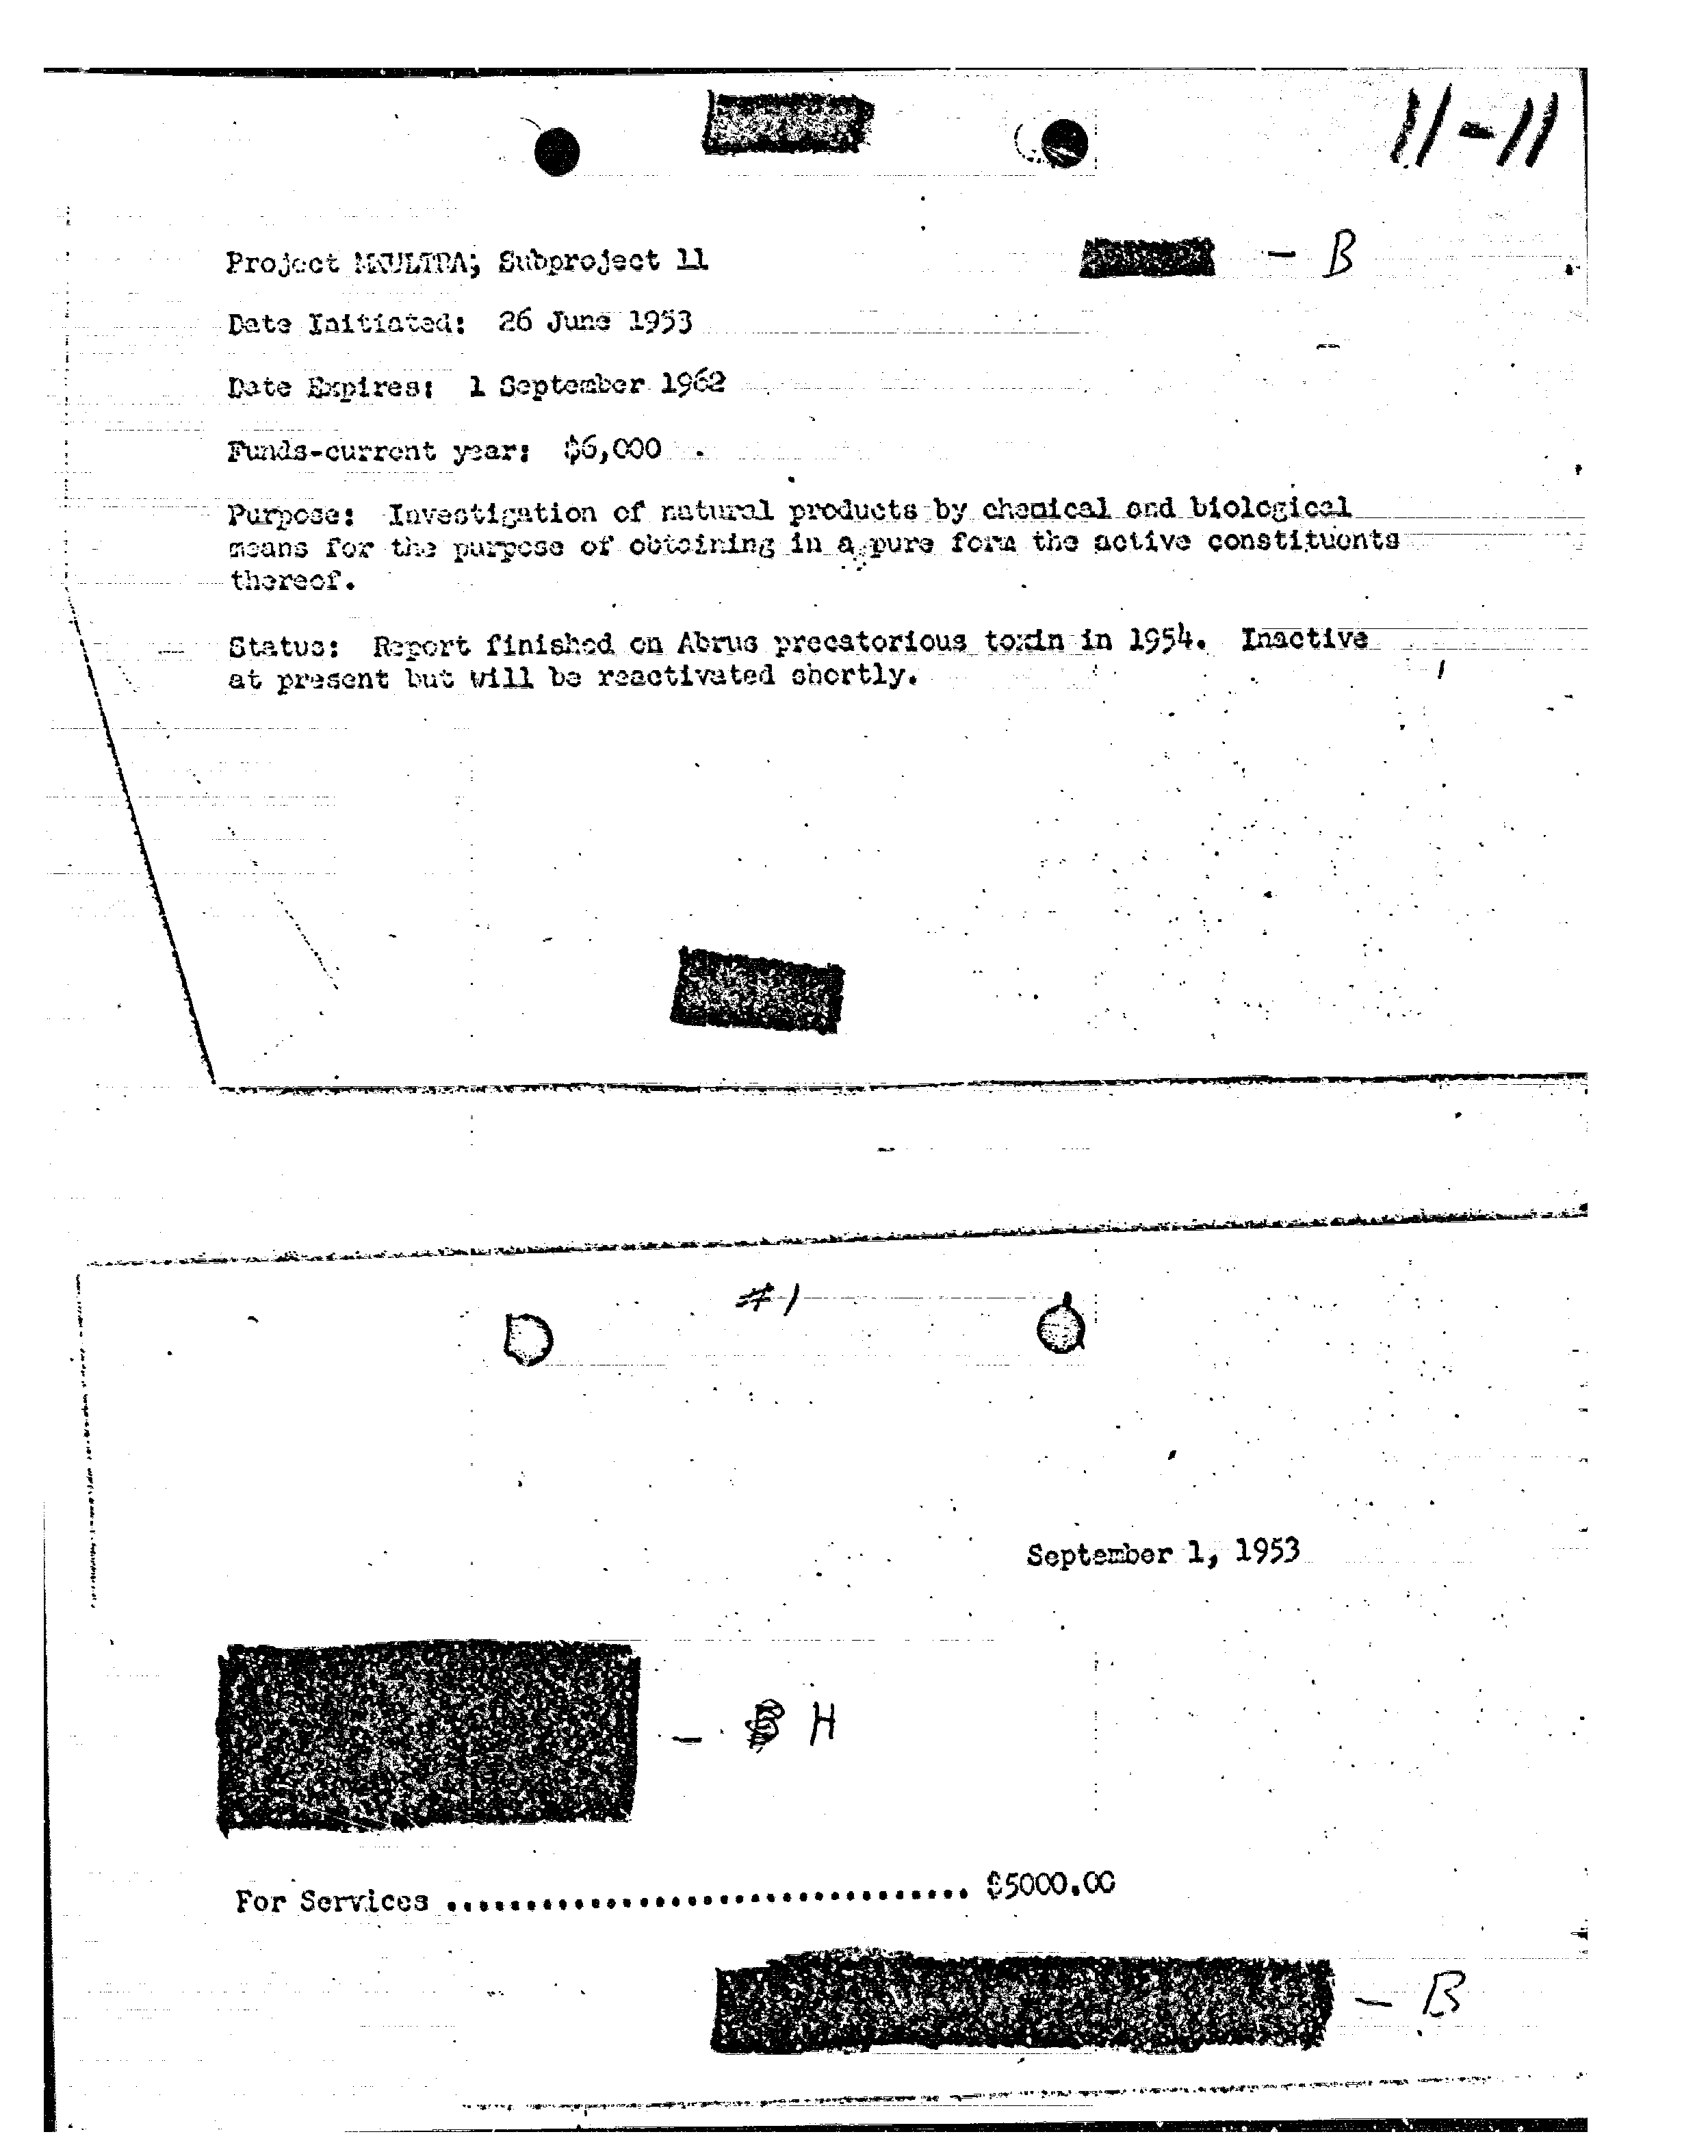 11-11
Project MKULTRA; Subproject 11 - B
Date Initiated: 26 June 1953
Date Expires: 1 September 1962
Funds-current year: $6,000 .
Purpose: Investigation of natural products by chemical and biological
means for the purpose of obtaining in a pure form the active constituents
thereof.
Status: Report finished on Abrus precatorious toxin in 1954. Inactive
at present but will be reactivated shortly.
#1
September 1, 1953
- H
For Services ................................. $5000.00
- B